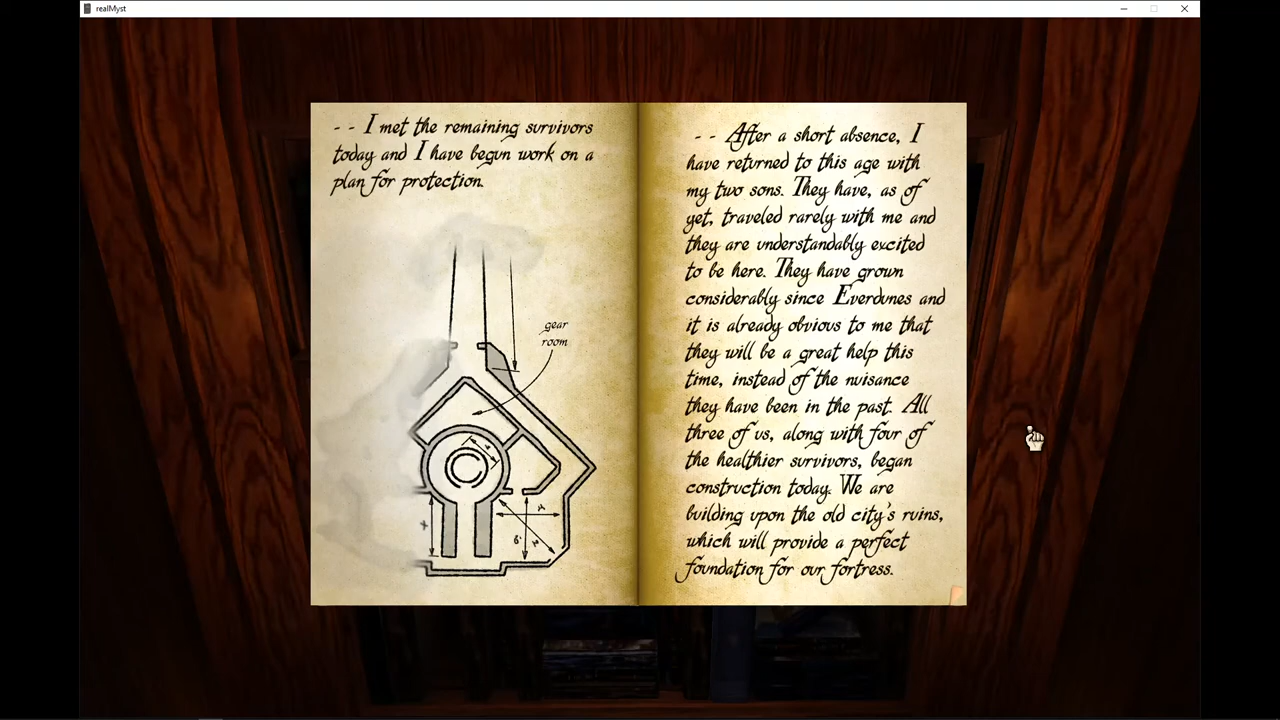 realMyst
-- I met the remaining survivors
today and I have begun work on a
plan for protection.
gear
room
-- After a short absence, I
have returned to this age with
my two sons. They have, as of
yet, traveled rarely with me and
they are understandably excited
to be here. They have grown
considerably since Everdunes and
it is already obvious to me that
they will be a great help this
time, instead of the nuisance
they have been in the past. All
three of us, along with four of
the healthier survivors, began
construction today. We are
building upon the old city's ruins,
which will provide a perfect
foundation for our fortress.